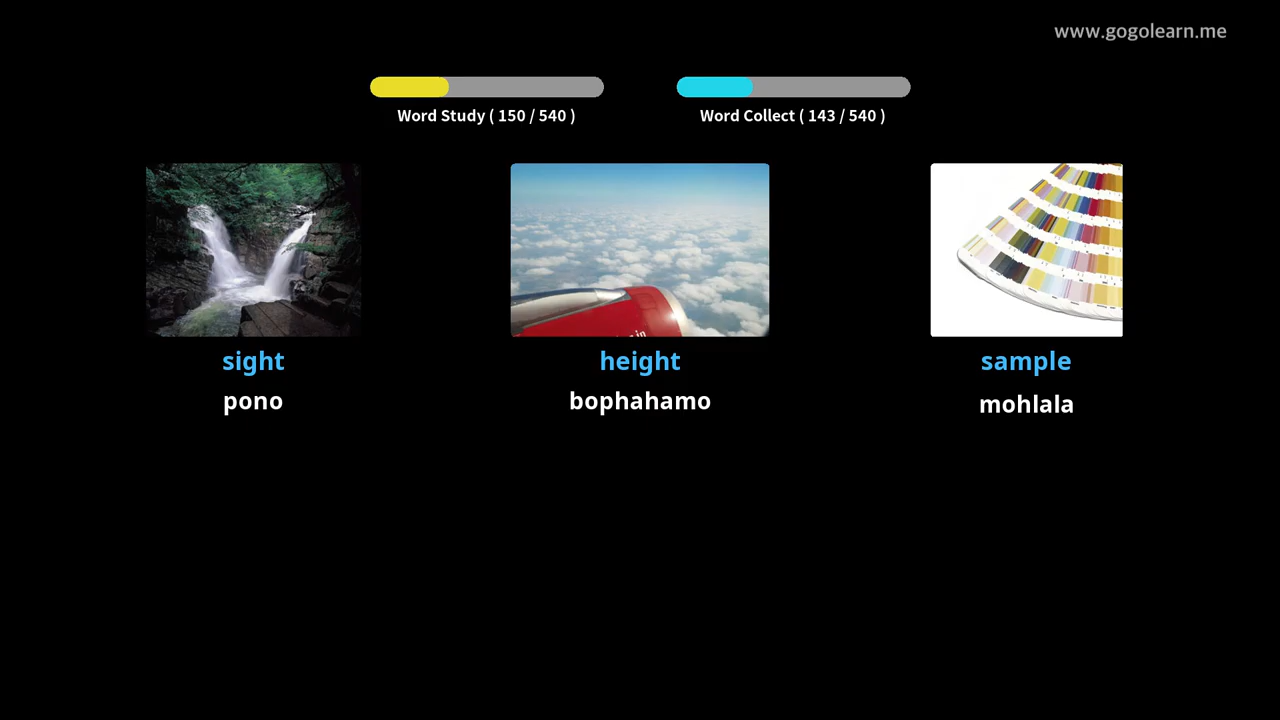 www.gogolearn.me
Word Study ( 150 / 540 )
Word Collect ( 143 / 540 )
sight
height
sample
pono
bophahamo
mohlala